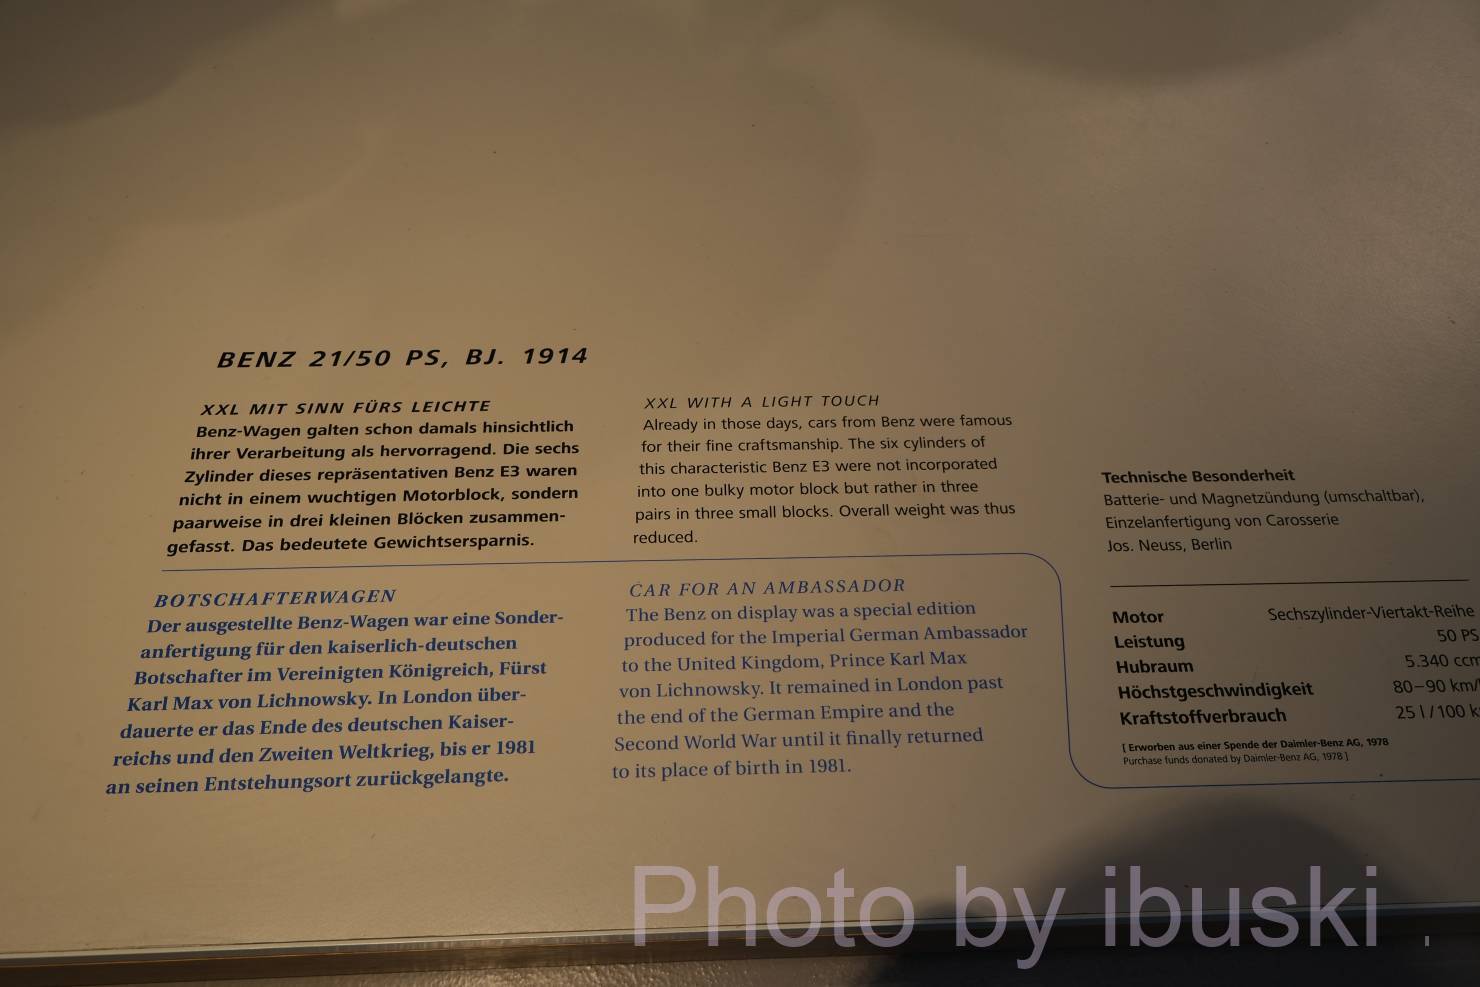 BENZ 21/50 PS, BJ. 1914
XXL MIT SINN FÜRS LEICHTE
Benz-Wagen galten schon damals hinsichtlich
ihrer Verarbeitung als hervorragend. Die sechs
Zylinder dieses repräsentativen Benz E3 waren
nicht in einem wuchtigen Motorblock, sondern
paarweise in drei kleinen Blöcken zusammen-
gefasst. Das bedeutete Gewichtsersparnis.
XXL WITH A LIGHT TOUCH
Already in those days, cars from Benz were famous
for their fine craftsmanship. The six cylinders of
this characteristic Benz E3 were not incorporated
into one bulky motor block but rather in three
pairs in three small blocks. Overall weight was thus
reduced.
BOTSCHAFTERWAGEN
Der ausgestellte Benz-Wagen war eine Sonder-
anfertigung für den kaiserlich-deutschen
Botschafter im Vereinigten Königreich, Fürst
Karl Max von Lichnowsky. In London über-
dauerte er das Ende des deutschen Kaiser-
reichs und den Zweiten Weltkrieg, bis er 1981
an seinen Entstehungsort zurückgelangte.
CAR FOR AN AMBASSADOR
The Benz on display was a special edition
produced for the Imperial German Ambassador
to the United Kingdom, Prince Karl Max
von Lichnowsky. It remained in London past
the end of the German Empire and the
Second World War until it finally returned
to its place of birth in 1981.
Technische Besonderheit
Batterie- und Magnetzündung (umschaltbar),
Einzelanfertigung von Carosserie
Jos. Neuss, Berlin
Motor Sechszylinder-Viertakt-Reihe
Leistung 50 PS
Hubraum 5.340 ccm
Höchstgeschwindigkeit 80–90 km/
Kraftstoffverbrauch 25 l / 100 k
[ Erworben aus einer Spende der Daimler-Benz AG, 1978
Purchase funds donated by Daimler-Benz AG, 1978 ]
Photo by ibuski .